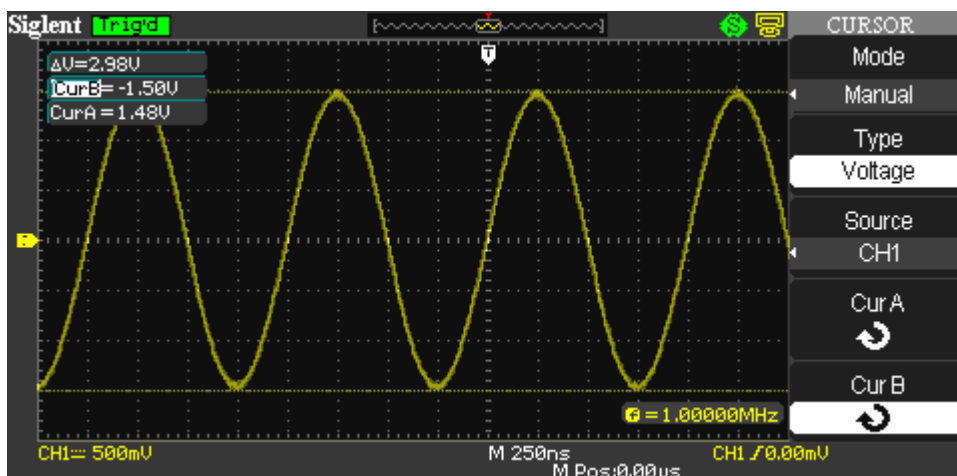 Siglent Trig'd
T
CURSOR
Mode
Manual
Type
Voltage
Source
CH1
Cur A
Cur B
ΔV=2.98V
CurB= -1.50V
CurA=1.48V
f =1.00000MHz
CH1 500mV
M 250ns
CH1 0.00mV
M Pos:0.00µs